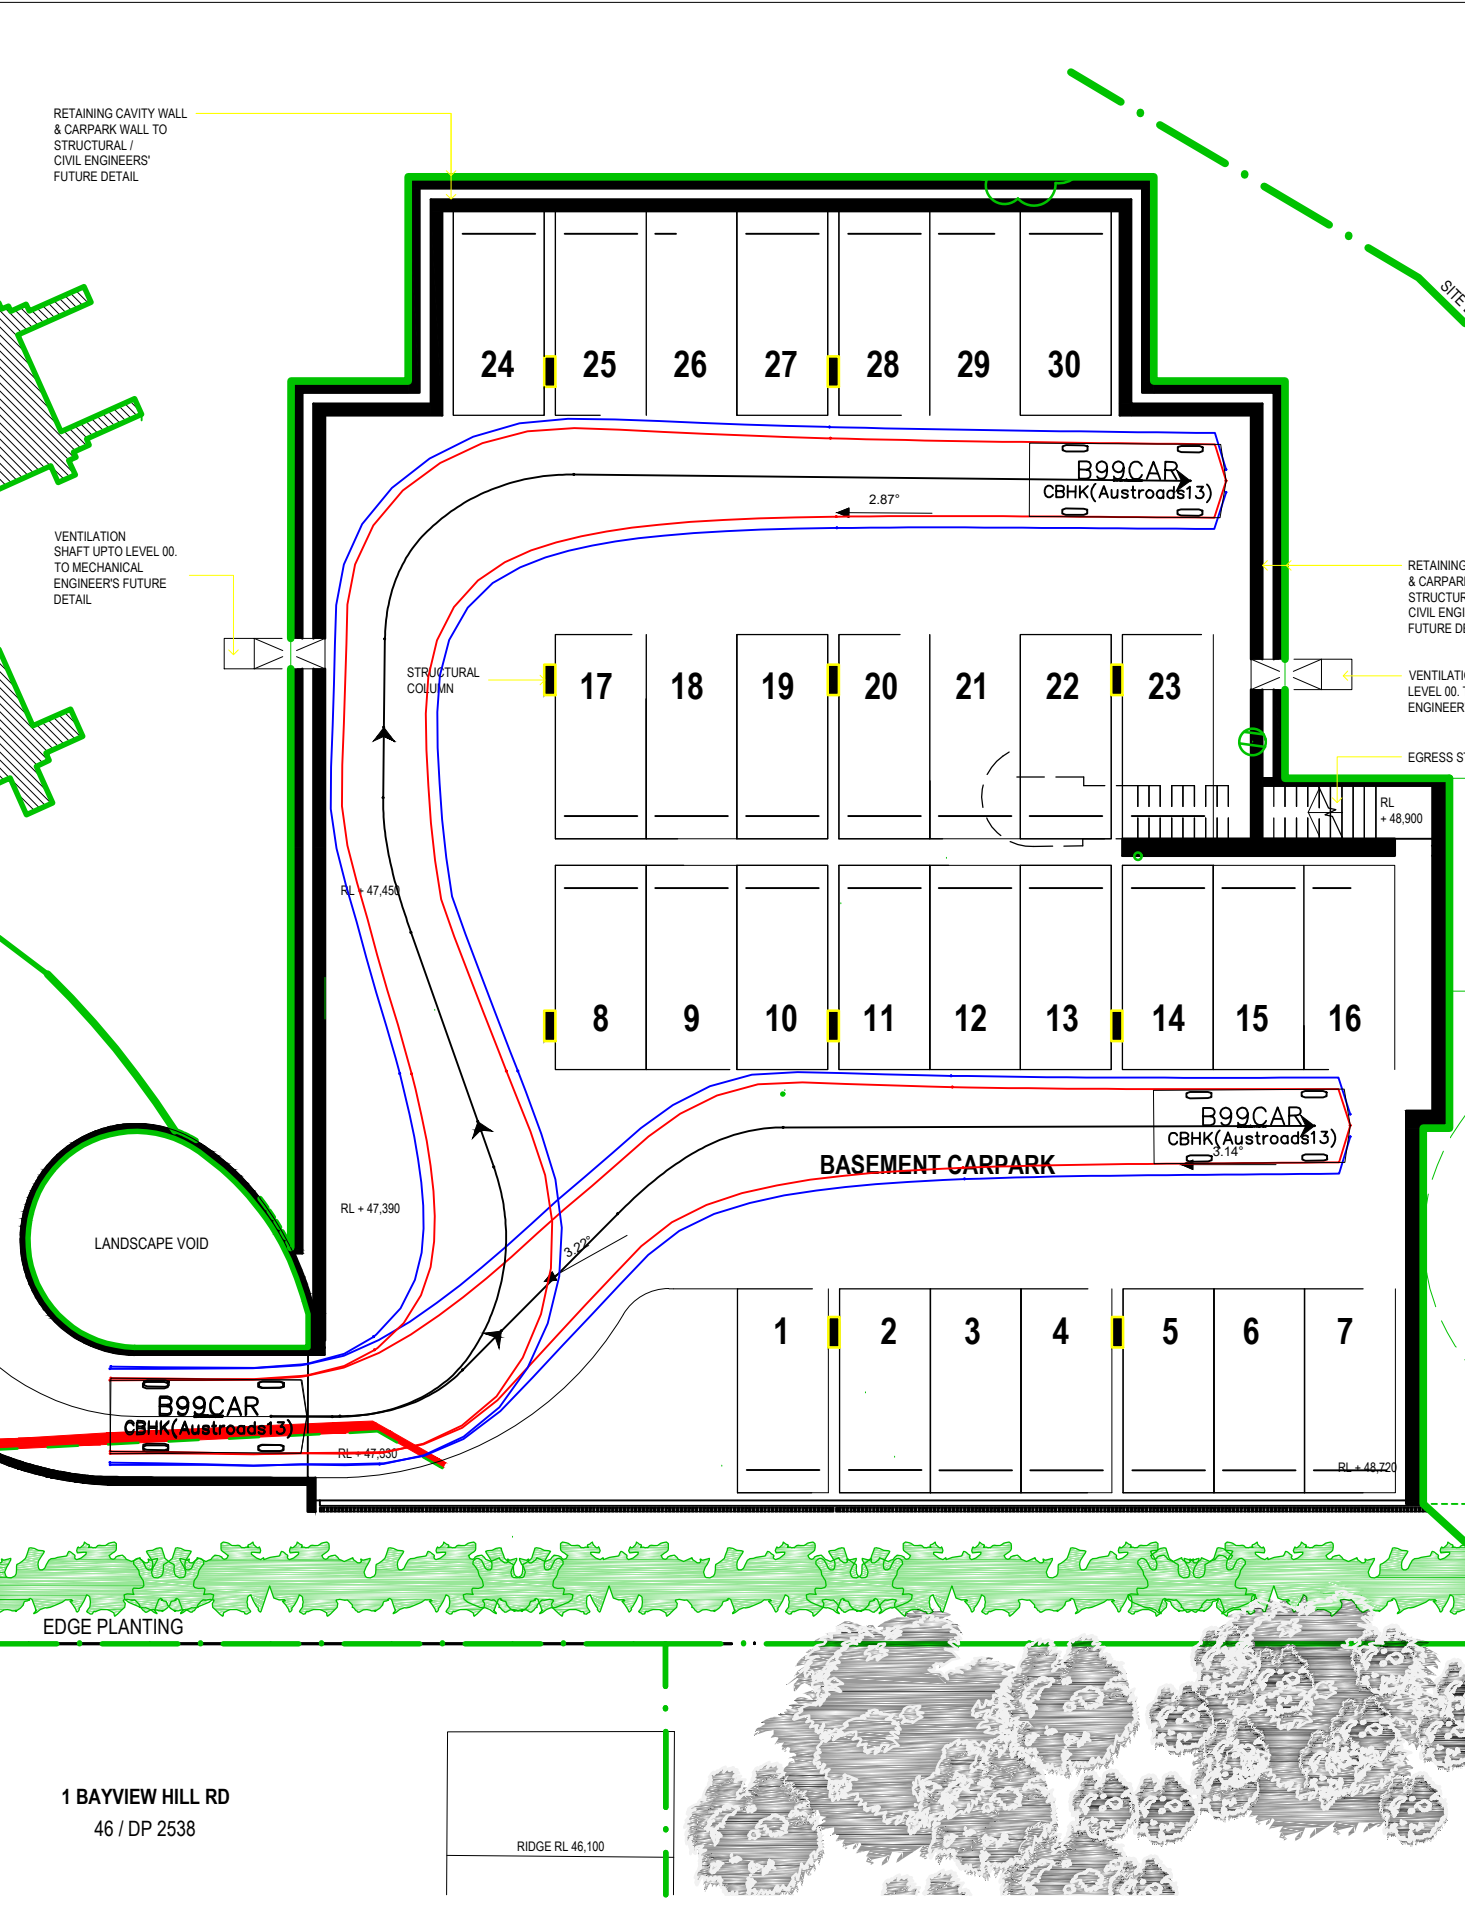 RETAINING CAVITY WALL
& CARPARK WALL TO
STRUCTURAL /
CIVIL ENGINEERS'
FUTURE DETAIL
SITE
24 25 26 27 28 29 30
B99CAR
CBHK(Austroads13)
2.87°
VENTILATION
SHAFT UPTO LEVEL 00.
TO MECHANICAL
ENGINEER'S FUTURE
DETAIL
RETAINING
& CARPAR
STRUCTUR
CIVIL ENGI
FUTURE DE
STRUCTURAL
COLUMN
17 18 19 20 21 22 23
VENTILATI
LEVEL 00.
ENGINEER
EGRESS ST
RL
+ 48,900
RL + 47,450
8 9 10 11 12 13 14 15 16
B99CAR
CBHK(Austroads13)
3.14°
BASEMENT CARPARK
RL + 47,390
LANDSCAPE VOID
3.22°
1 2 3 4 5 6 7
B99CAR
CBHK(Austroads13)
RL + 47,330
RL + 48,720
EDGE PLANTING
1 BAYVIEW HILL RD
46 / DP 2538
RIDGE RL 46,100